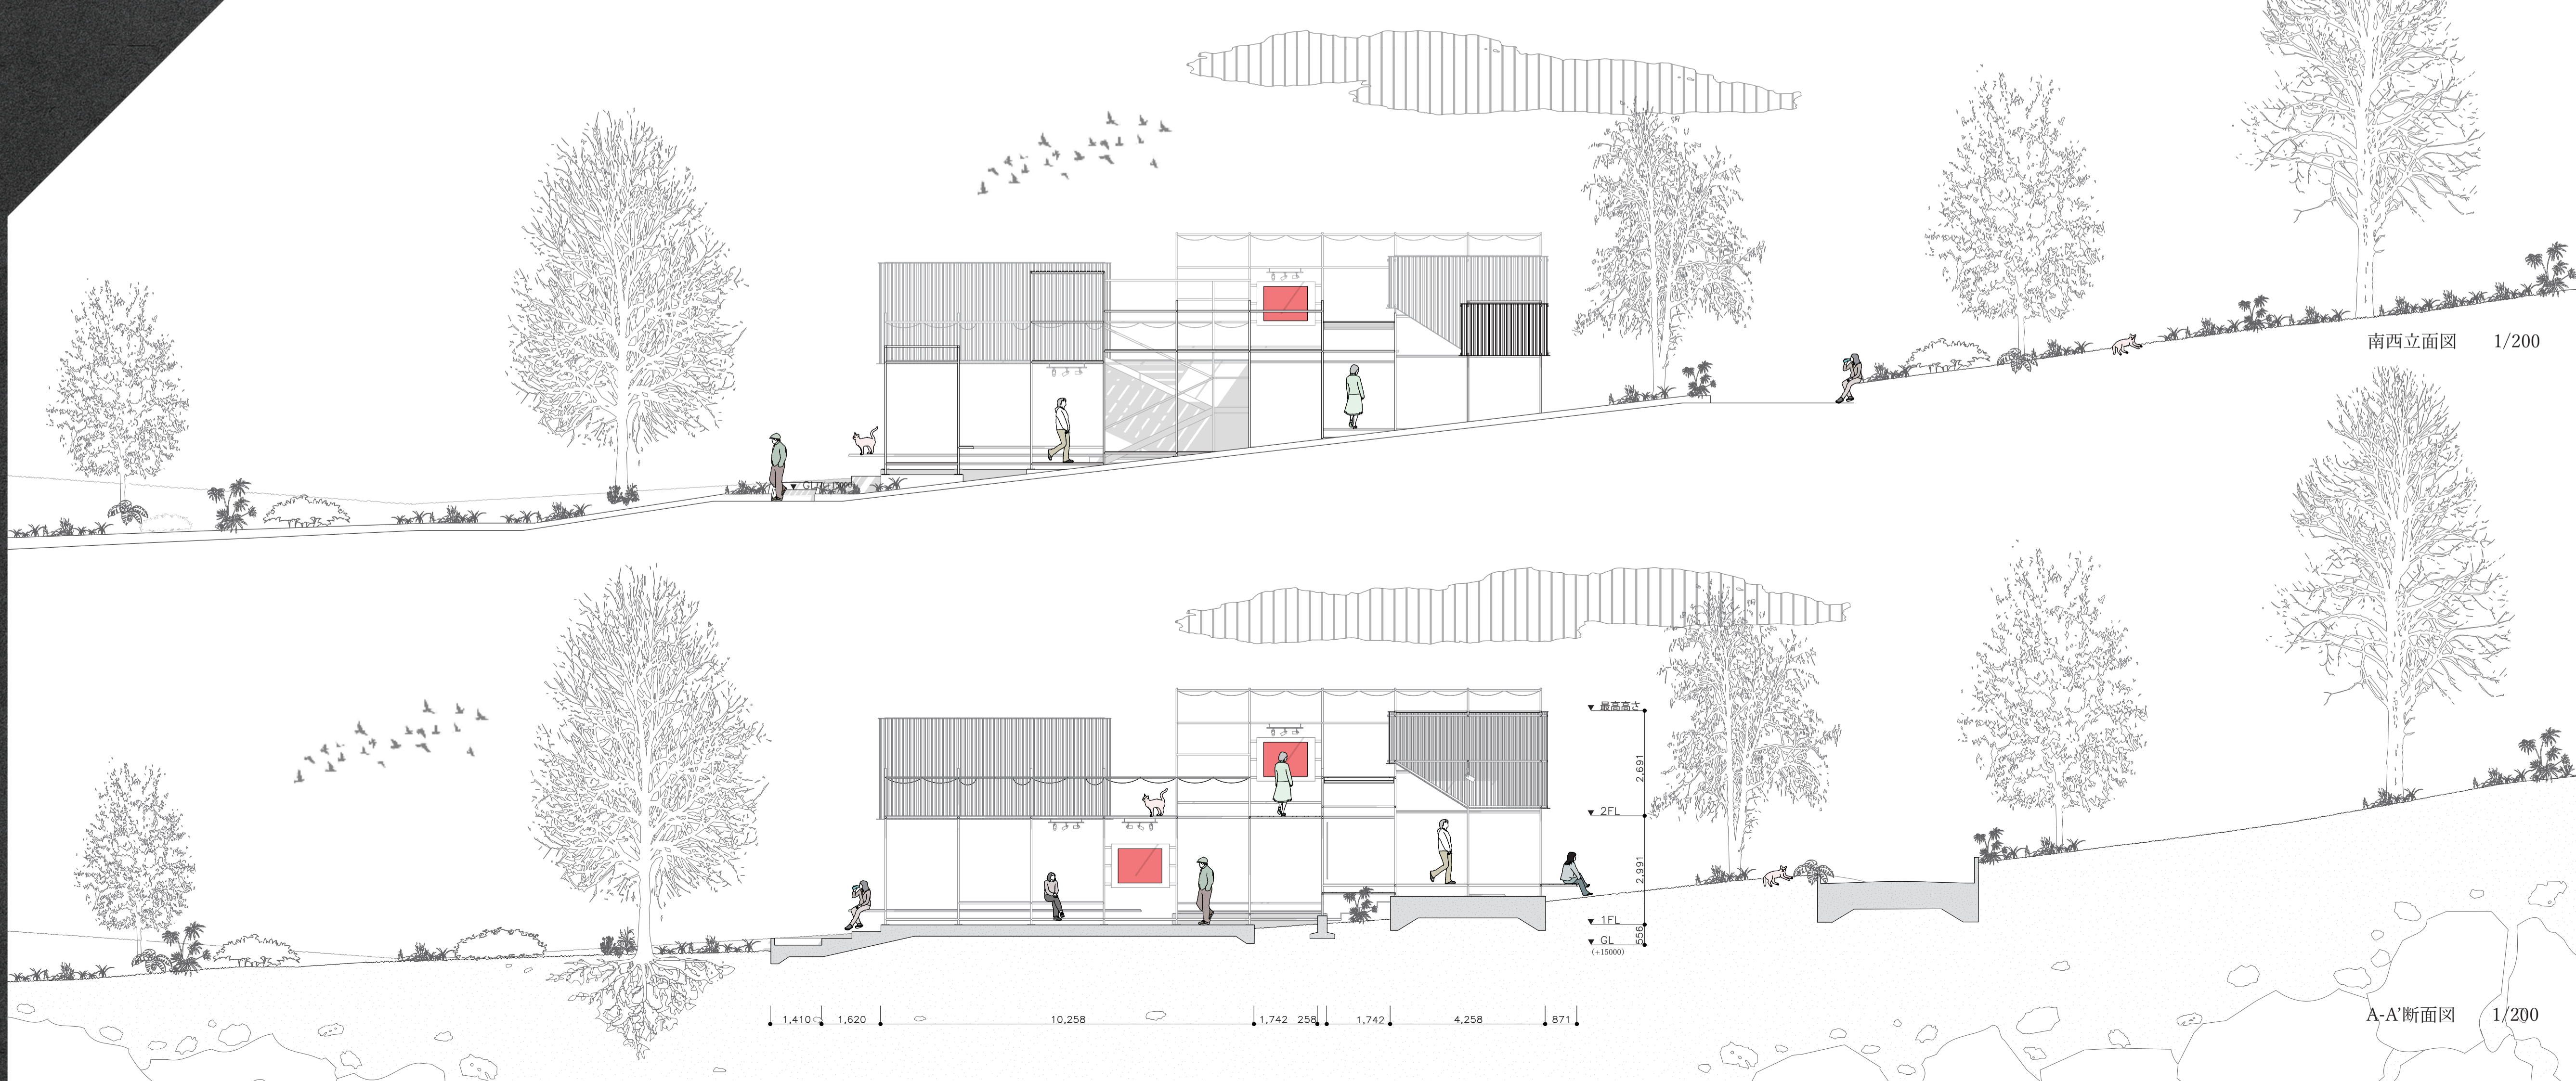 南西立面図 1/200
▼ 最高高さ
2,691
▼ 2FL
2,991
▼ 1FL
556
▼ GL
(+15000)
1,410 1,620 10,258 1,742 258 1,742 4,258 871
A-A'断面図 1/200